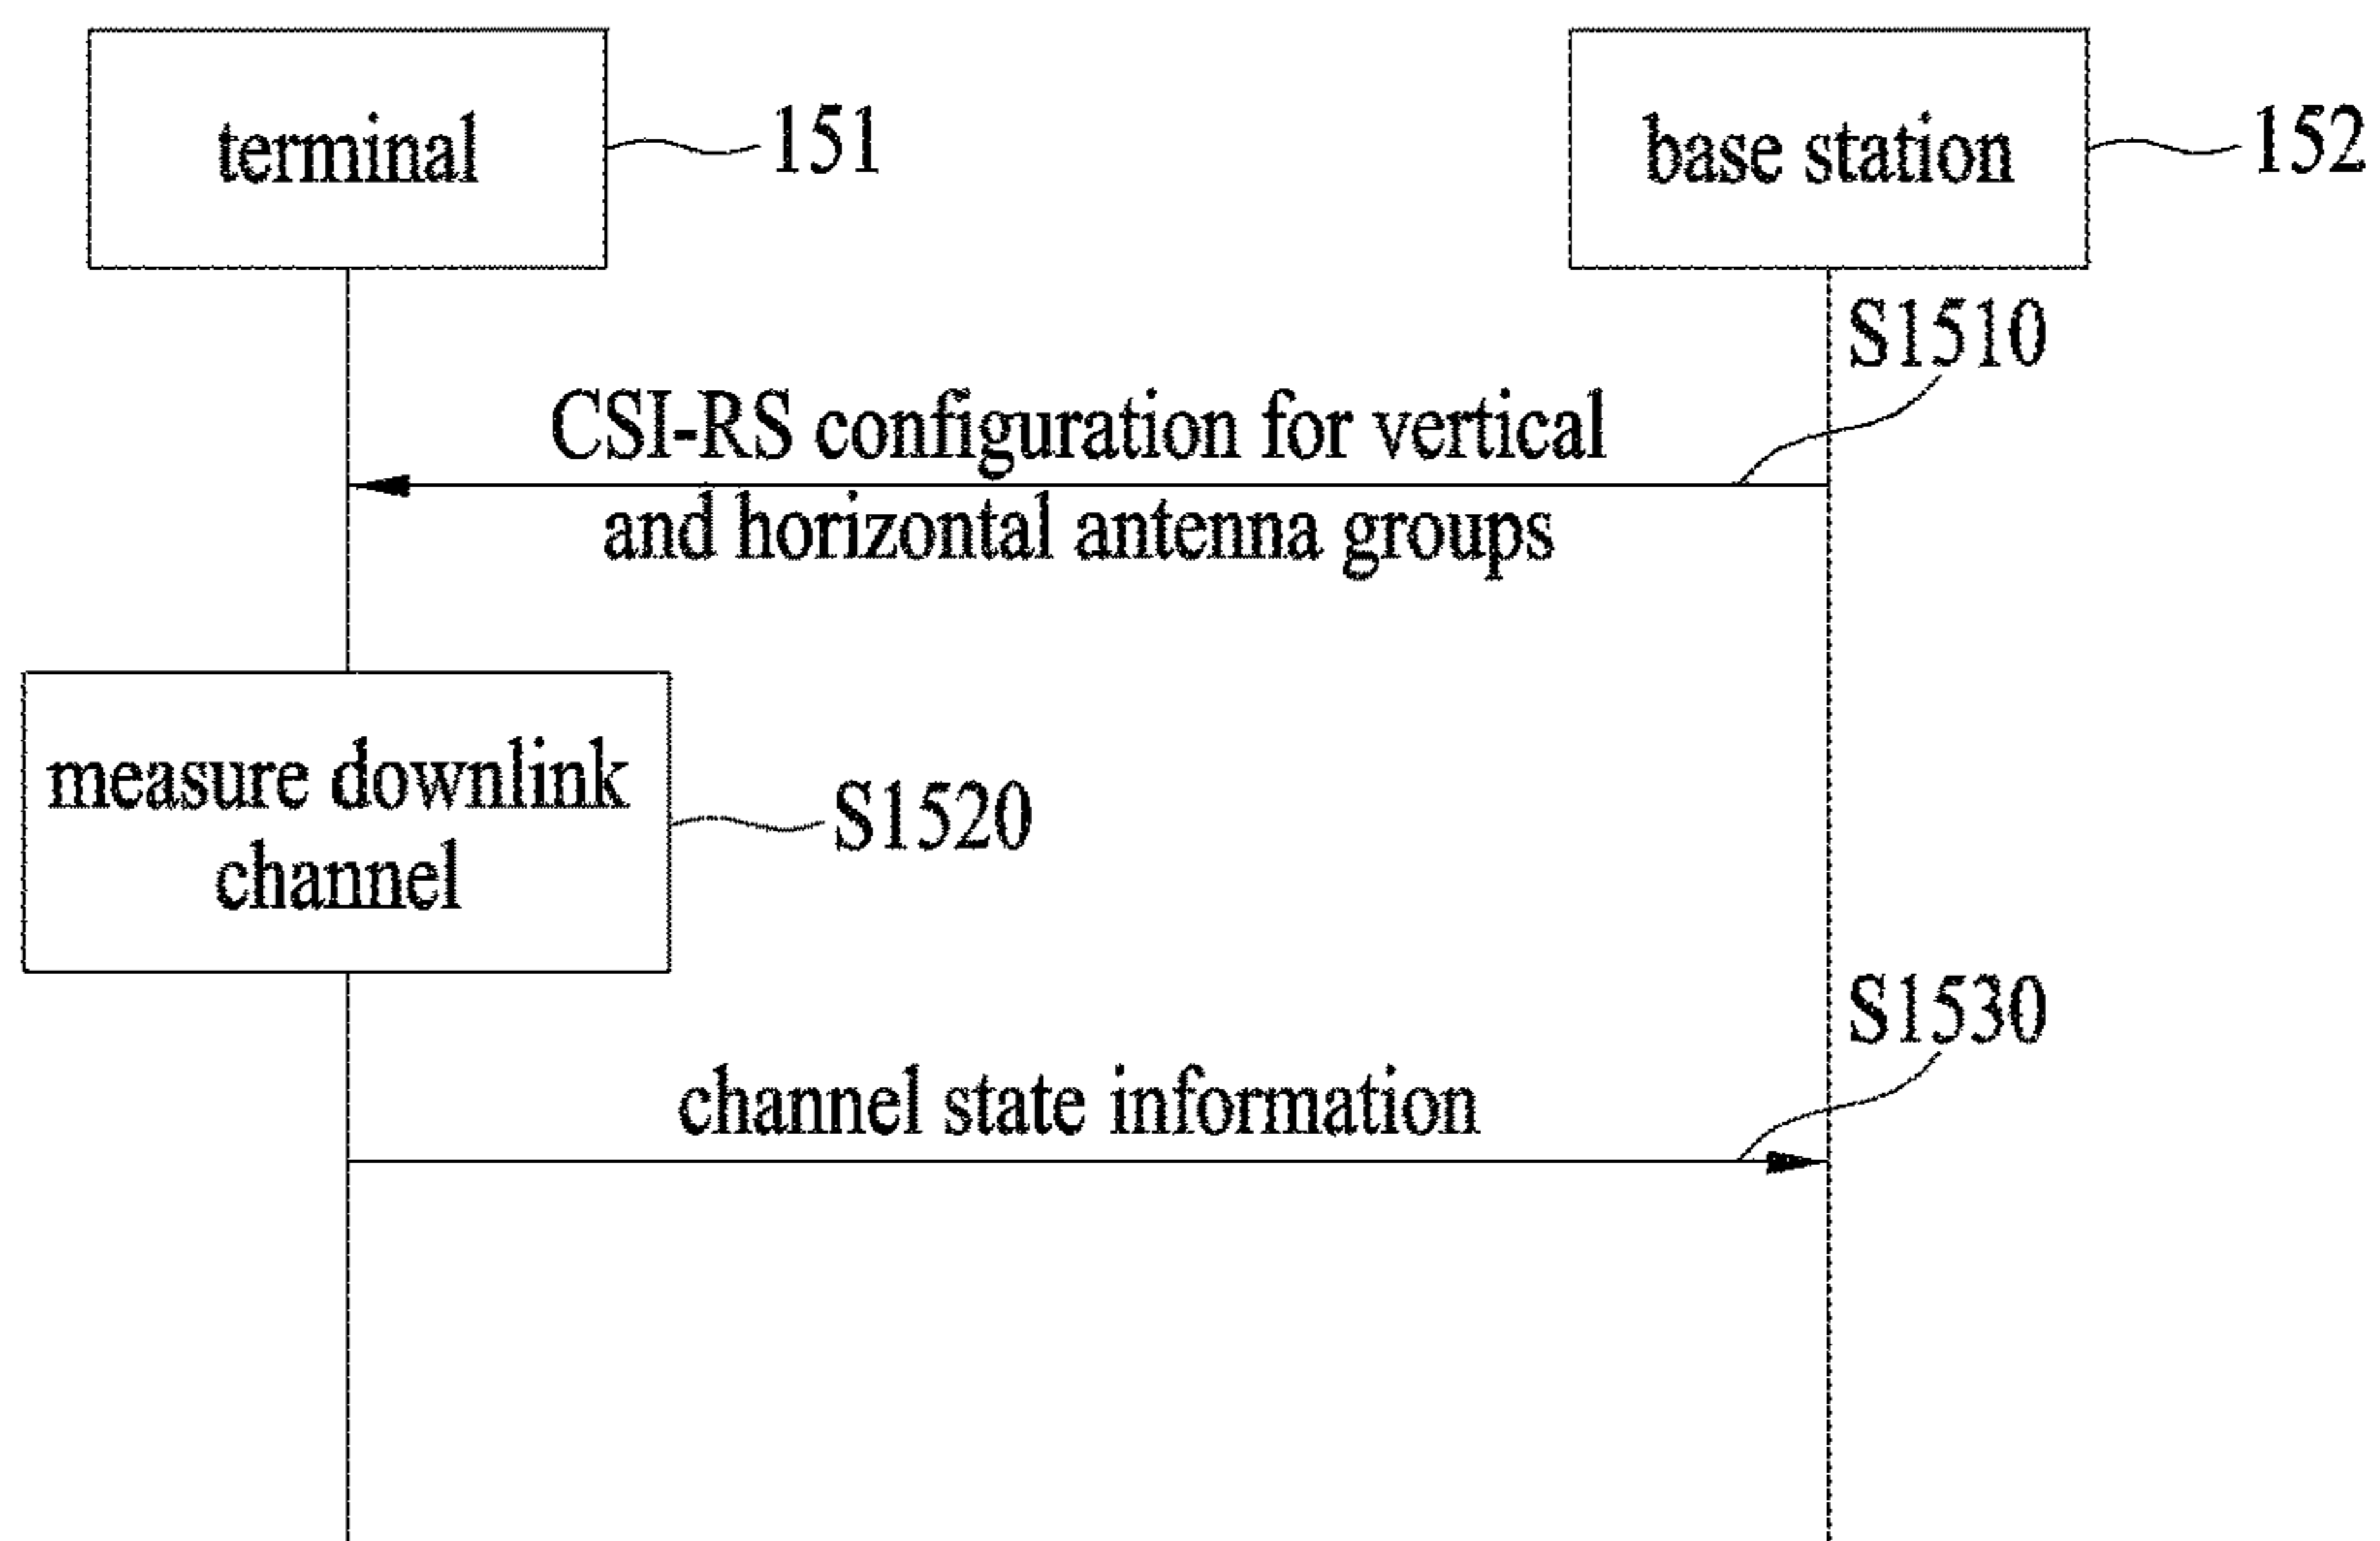 terminal
151
base station
152
S1510
CSI-RS configuration for vertical
and horizontal antenna groups
measure downlink
channel
S1520
S1530
channel state information